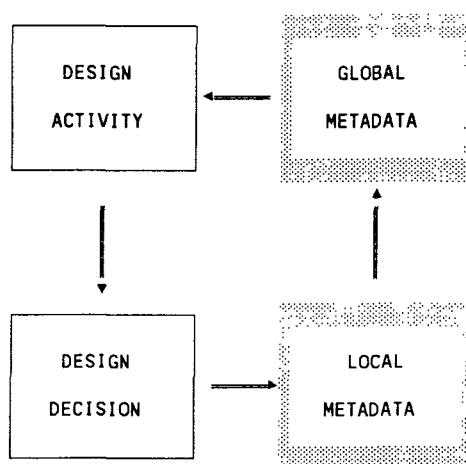 DESIGN
ACTIVITY
GLOBAL
METADATA
DESIGN
DECISION
LOCAL
METADATA